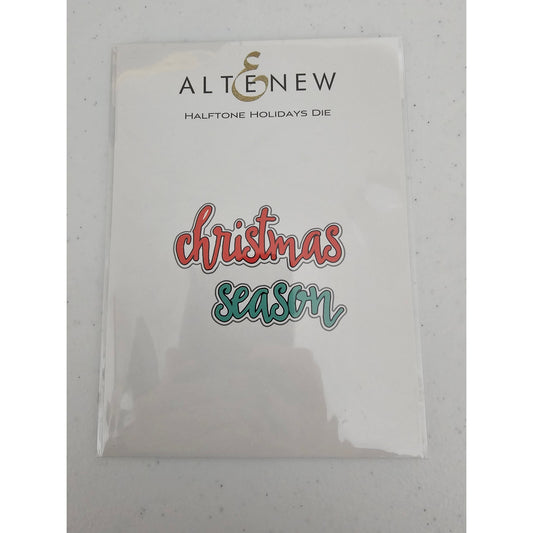 ALTENEW
HALFTONE HOLIDAYS DIE
christmas
season